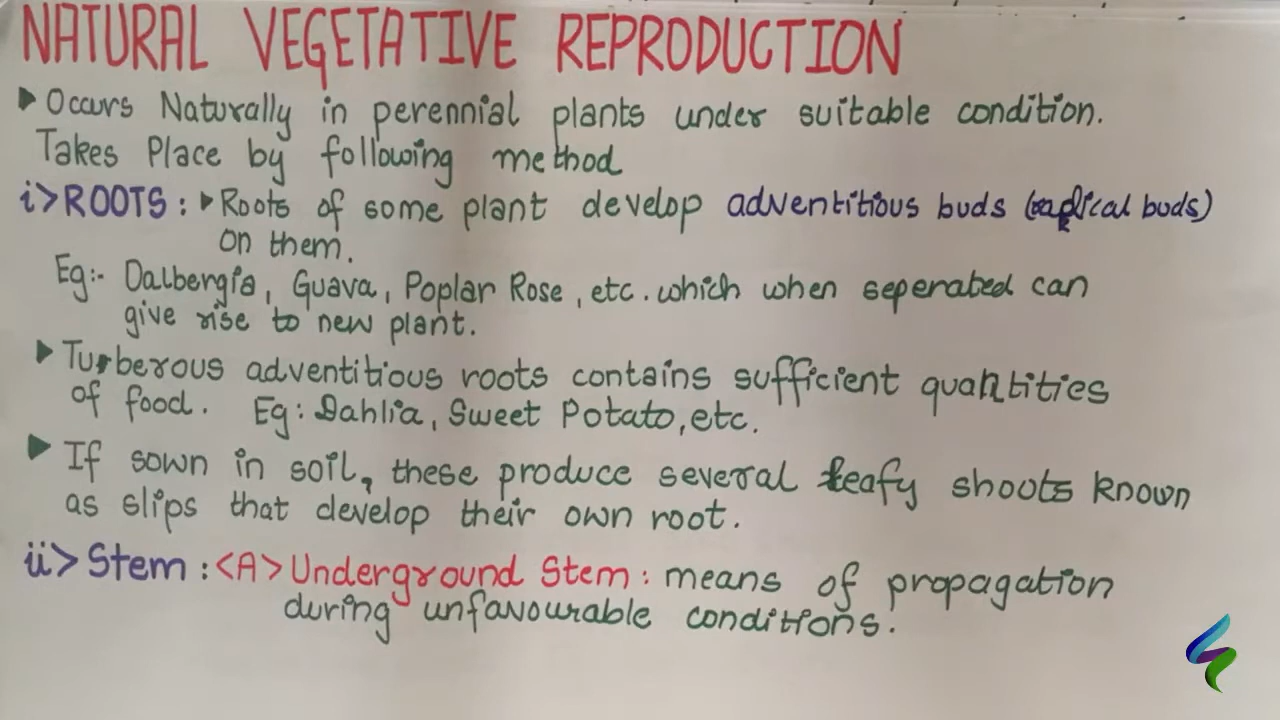 NATURAL VEGETATIVE REPRODUCTION
▶ Occurs Naturally in perennial plants under suitable condition.
Takes Place by following method
i> ROOTS : ▶ Roots of some plant develop adventitious buds (radical buds)
on them.
Eg:- Dalbergia, Guava, Poplar Rose, etc. which when seperated can
give rise to new plant.
▶ Turberous adventitious roots contains sufficient quantities
of food. Eg: Dahlia, Sweet Potato, etc.
▶ If sown in soil, these produce several leafy shoots known
as slips that develop their own root.
ii> Stem : <A> Underground Stem : means of propagation
during unfavourable conditions.